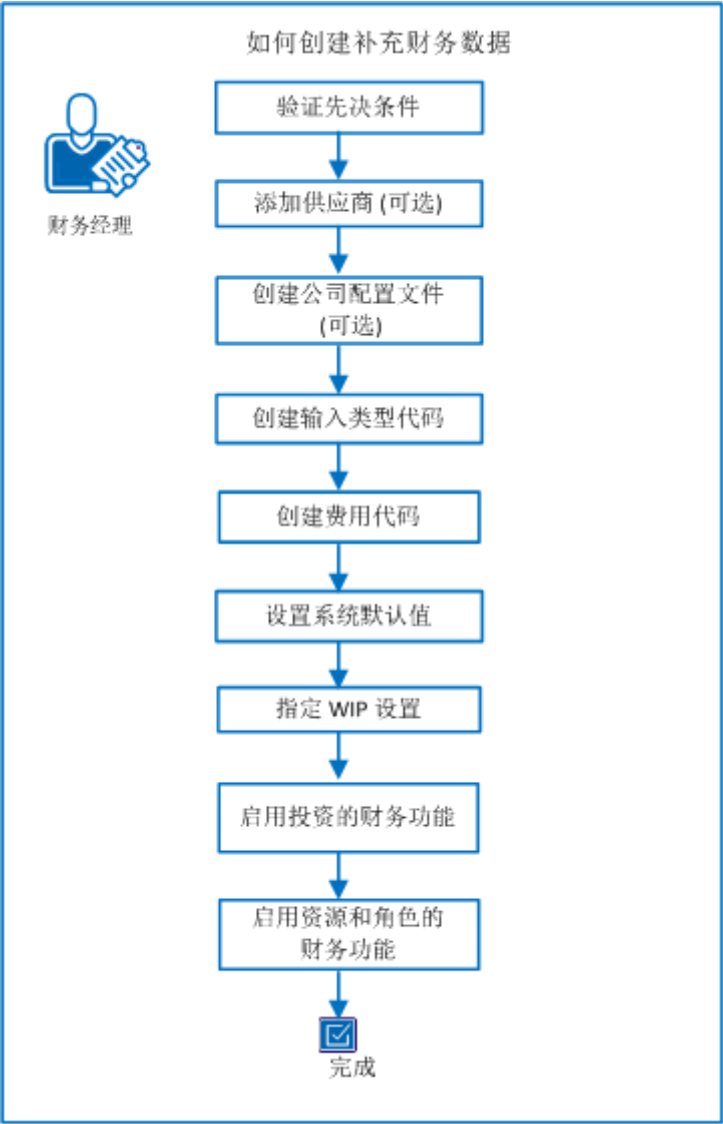 如何创建补充财务数据
验证先决条件
财务经理
添加供应商 (可选)
创建公司配置文件
(可选)
创建输入类型代码
创建费用代码
设置系统默认值
指定 WIP 设置
启用投资的财务功能
启用资源和角色的
财务功能
完成